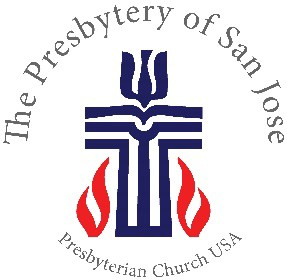 The Presbytery of San Jose
Presbyterian Church USA